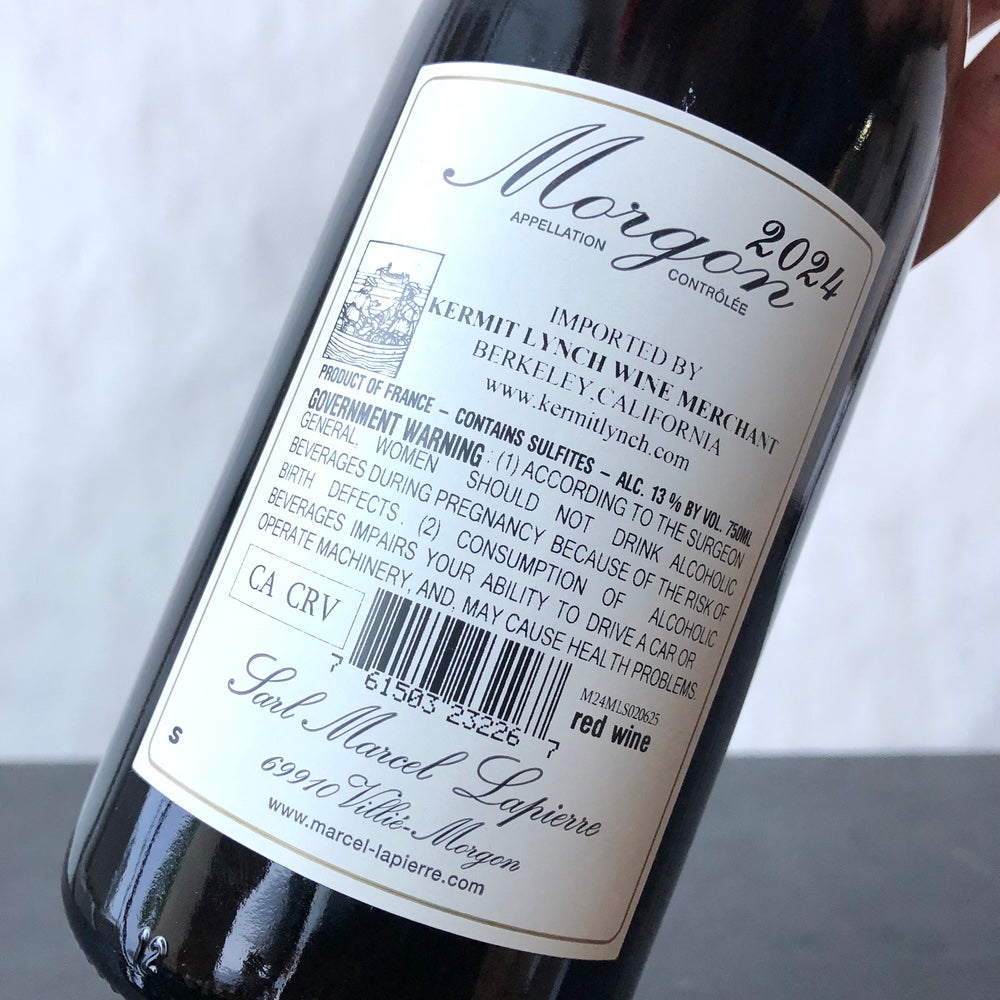 Morgon
2024
APPELLATION CONTRÔLÉE
IMPORTED BY
KERMIT LYNCH WINE MERCHANT
BERKELEY.CALIFORNIA
www.kermitlynch.com
PRODUCT OF FRANCE – CONTAINS SULFITES – ALC. 13 % BY VOL. 750ML
GOVERNMENT WARNING : (1) ACCORDING TO THE SURGEON
GENERAL, WOMEN SHOULD NOT DRINK ALCOHOLIC
BEVERAGES DURING PREGNANCY BECAUSE OF THE RISK OF
BIRTH DEFECTS. (2) CONSUMPTION OF ALCOHOLIC
BEVERAGES IMPAIRS YOUR ABILITY TO DRIVE A CAR OR
OPERATE MACHINERY, AND, MAY CAUSE HEALTH PROBLEMS.
CA CRV
7 61503 23226 7
M24MLS020625
red wine
Sarl Marcel Lapierre
69910 Villié-Morgon
www.marcel-lapierre.com
S
12